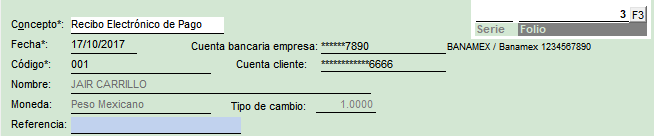 3 F3
Serie Folio
Concepto*: Recibo Electrónico de Pago
Fecha*: 17/10/2017 Cuenta bancaria empresa: ******7890 BANAMEX / Banamex 1234567890
Código*: 001 Cuenta cliente: ************6666
Nombre: JAIR CARRILLO
Moneda: Peso Mexicano Tipo de cambio: 1.0000
Referencia: